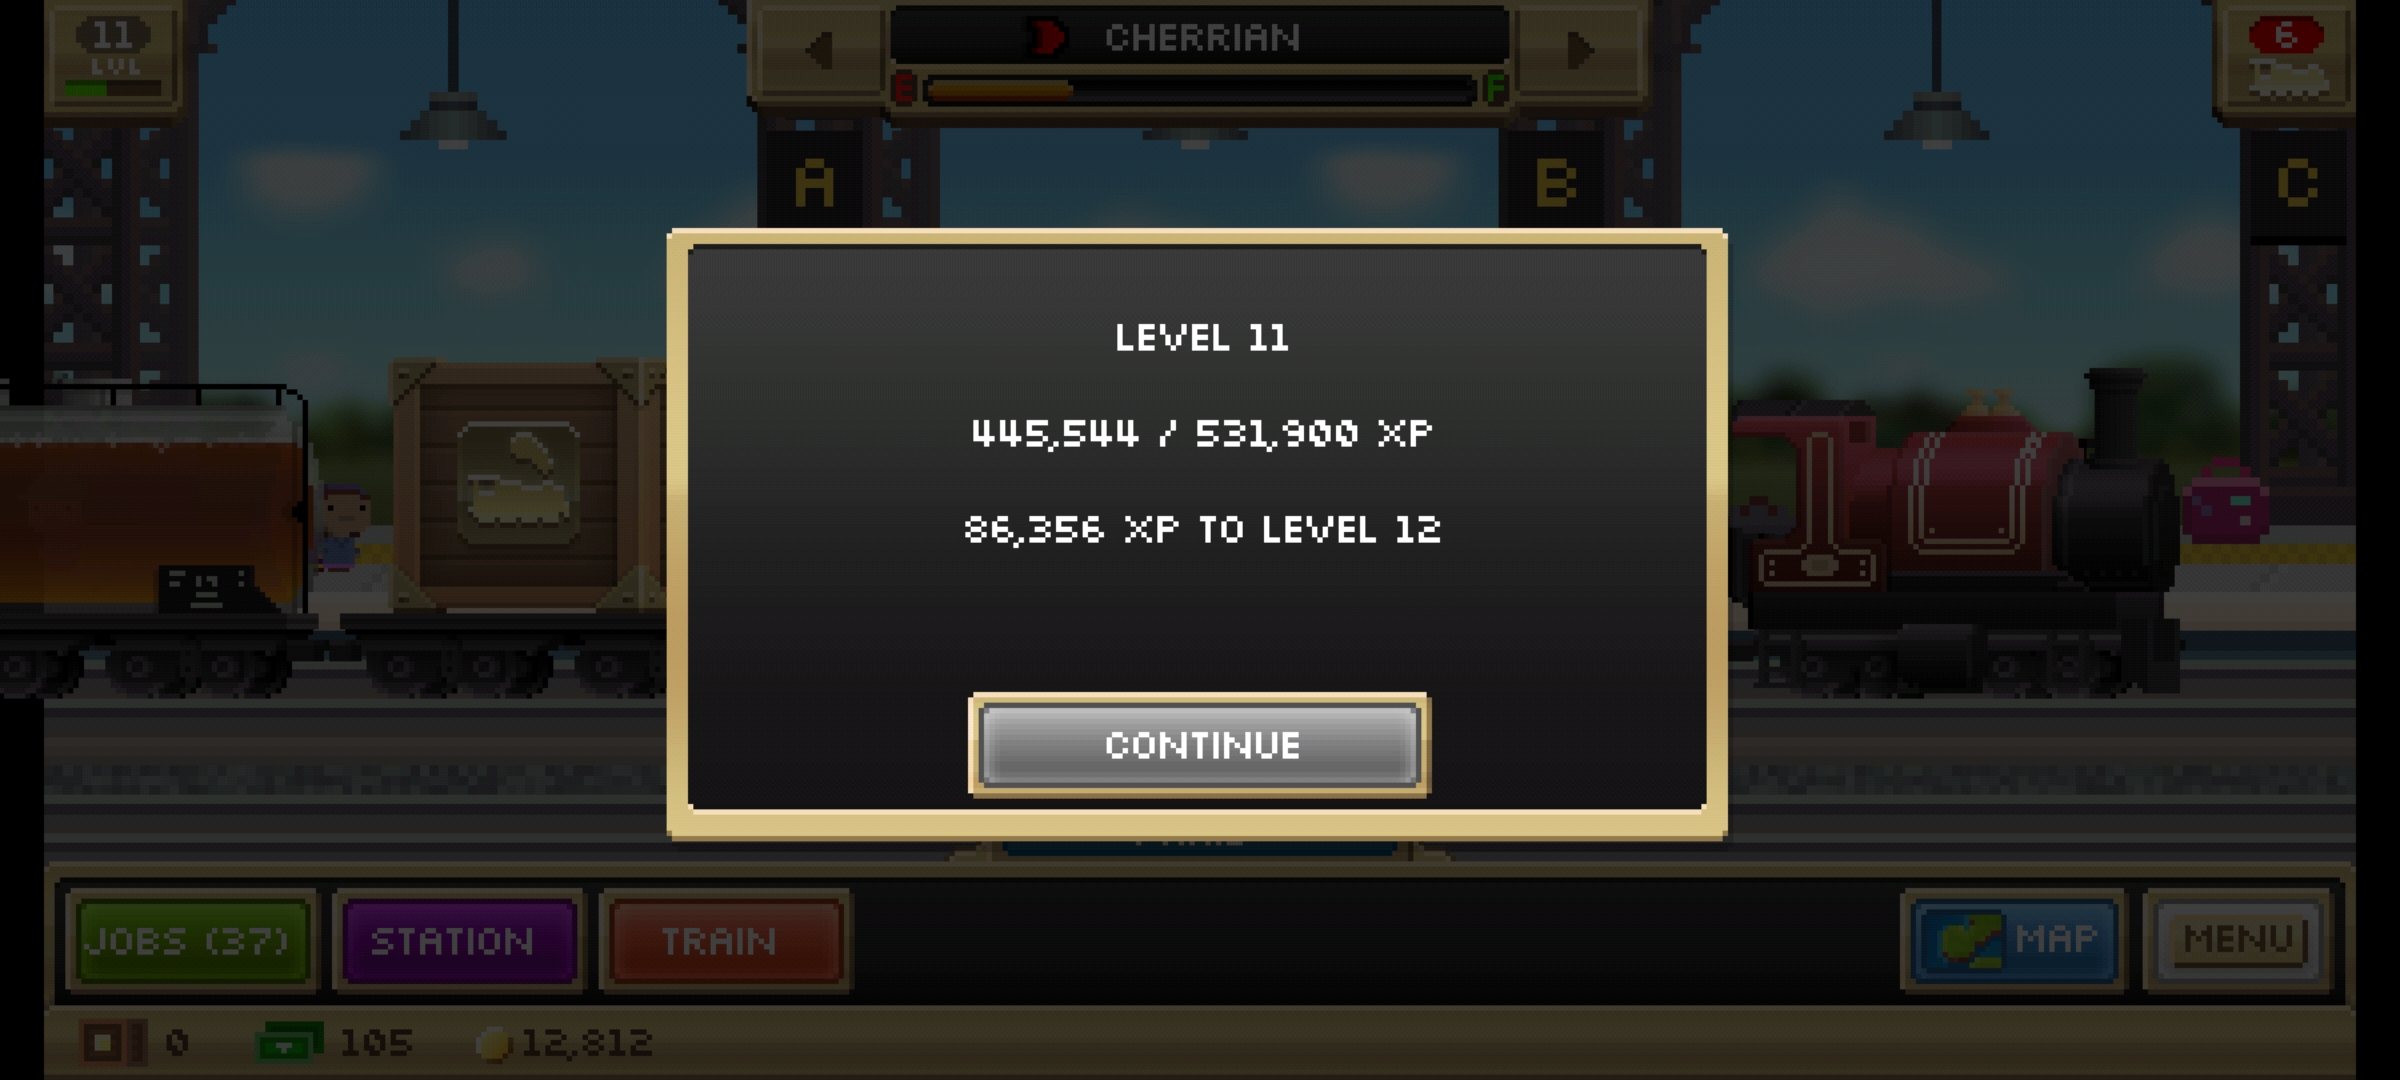 11
LVL
CHERRIAN
6
E
F
A
B
C
LEVEL 11
445,544 / 531,900 XP
86,356 XP TO LEVEL 12
CONTINUE
JOBS (37)
STATION
TRAIN
MAP
MENU
0
105
12,812